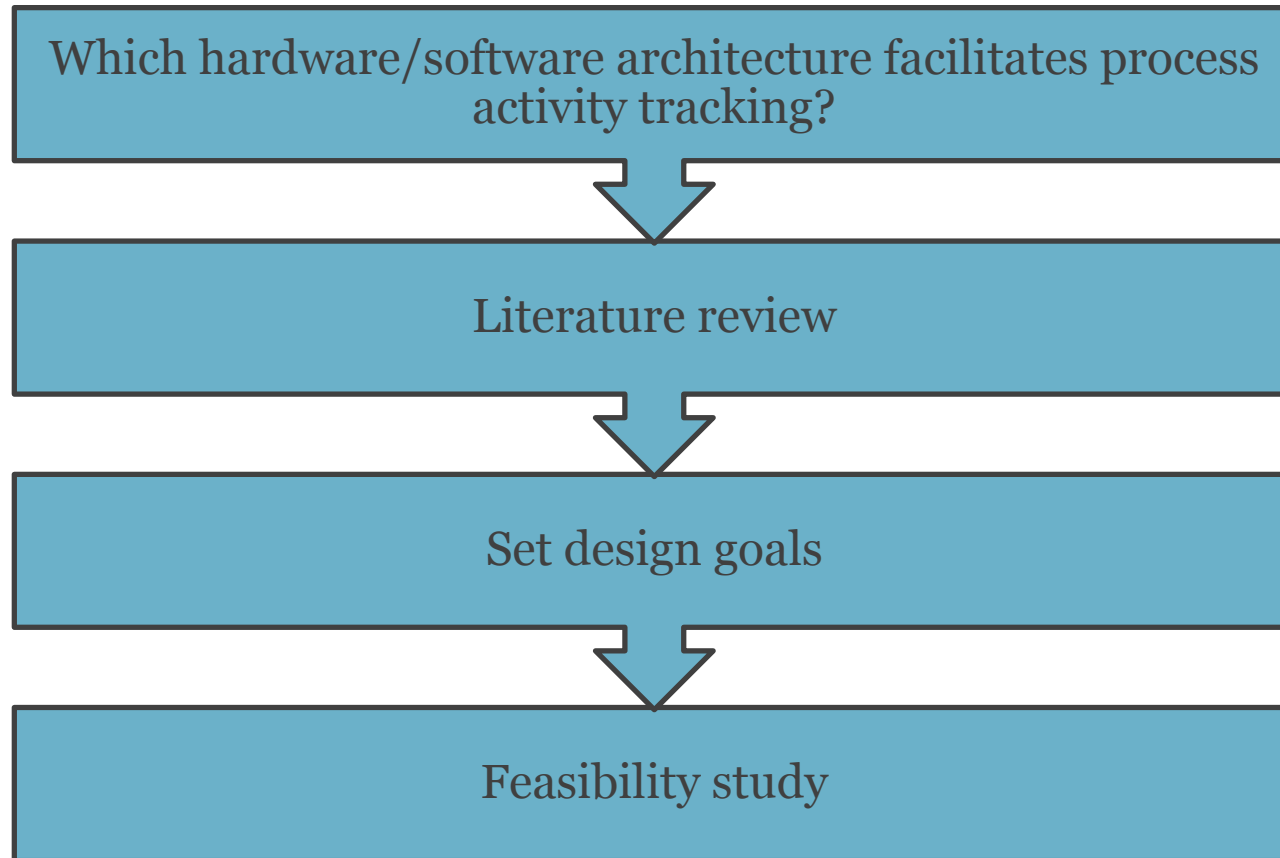 Which hardware/software architecture facilitates process
activity tracking?
Literature review
Set design goals
Feasibility study